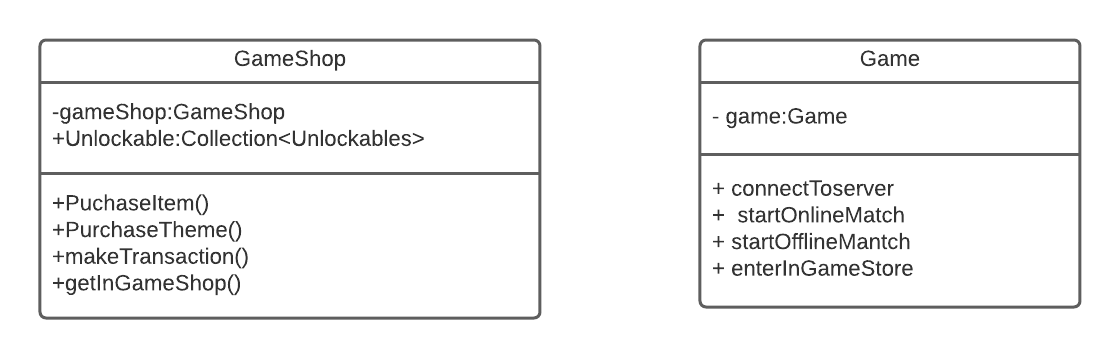 GameShop
-gameShop:GameShop
+Unlockable:Collection<Unlockables>
+PuchaseItem()
+PurchaseTheme()
+makeTransaction()
+getInGameShop()
Game
- game:Game
+ connectToserver
+  startOnlineMatch
+ startOfflineMantch
+ enterInGameStore